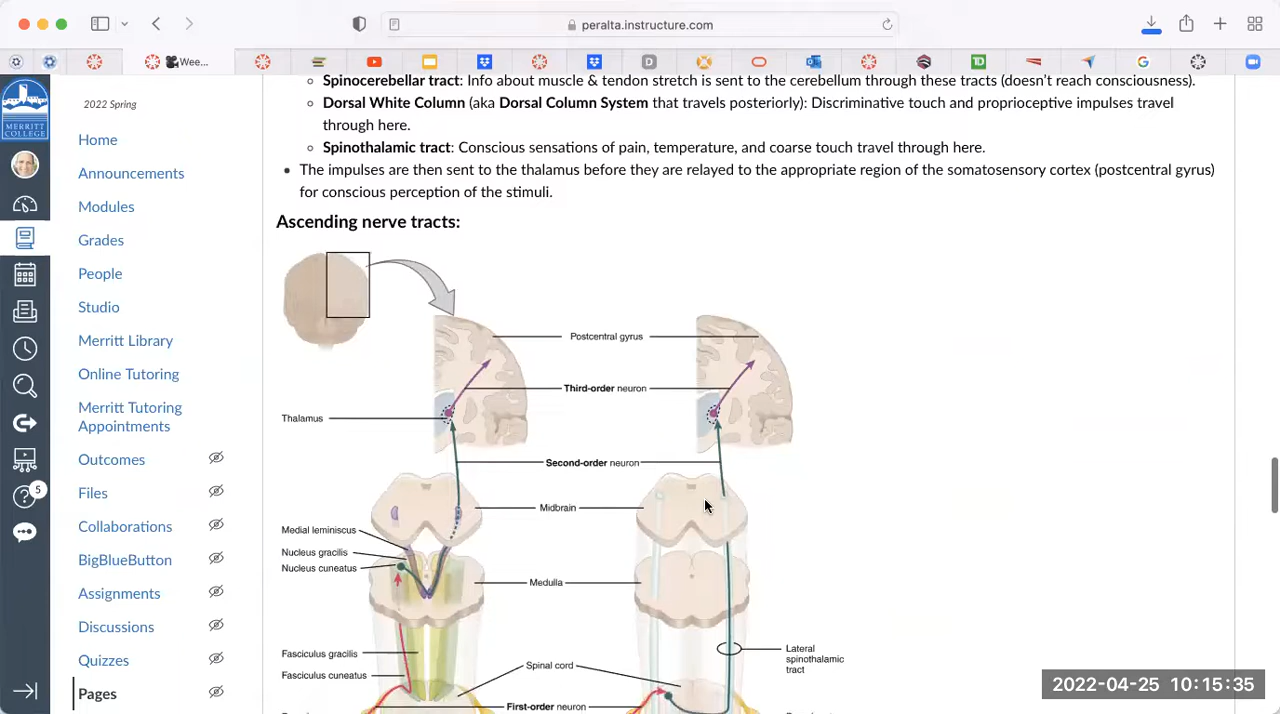 peralta.instructure.com
Wee...
MERRITT
COLLEGE
2022 Spring
Home
Announcements
Modules
Grades
People
Studio
Merritt Library
Online Tutoring
Merritt Tutoring
Appointments
Outcomes
Files
Collaborations
BigBlueButton
Assignments
Discussions
Quizzes
Pages
5
Spinocerebellar tract: Info about muscle & tendon stretch is sent to the cerebellum through these tracts (doesn't reach consciousness).
Dorsal White Column (aka Dorsal Column System that travels posteriorly): Discriminative touch and proprioceptive impulses travel
through here.
Spinothalamic tract: Conscious sensations of pain, temperature, and coarse touch travel through here.
The impulses are then sent to the thalamus before they are relayed to the appropriate region of the somatosensory cortex (postcentral gyrus)
for conscious perception of the stimuli.
Ascending nerve tracts:
Postcentral gyrus
Third-order neuron
Thalamus
Second-order neuron
Midbrain
Medial leminiscus
Nucleus gracilis
Nucleus cuneatus
Medulla
Fasciculus gracilis
Fasciculus cuneatus
Spinal cord
Lateral
spinothalamic
tract
First-order neuron
2022-04-25 10:15:35